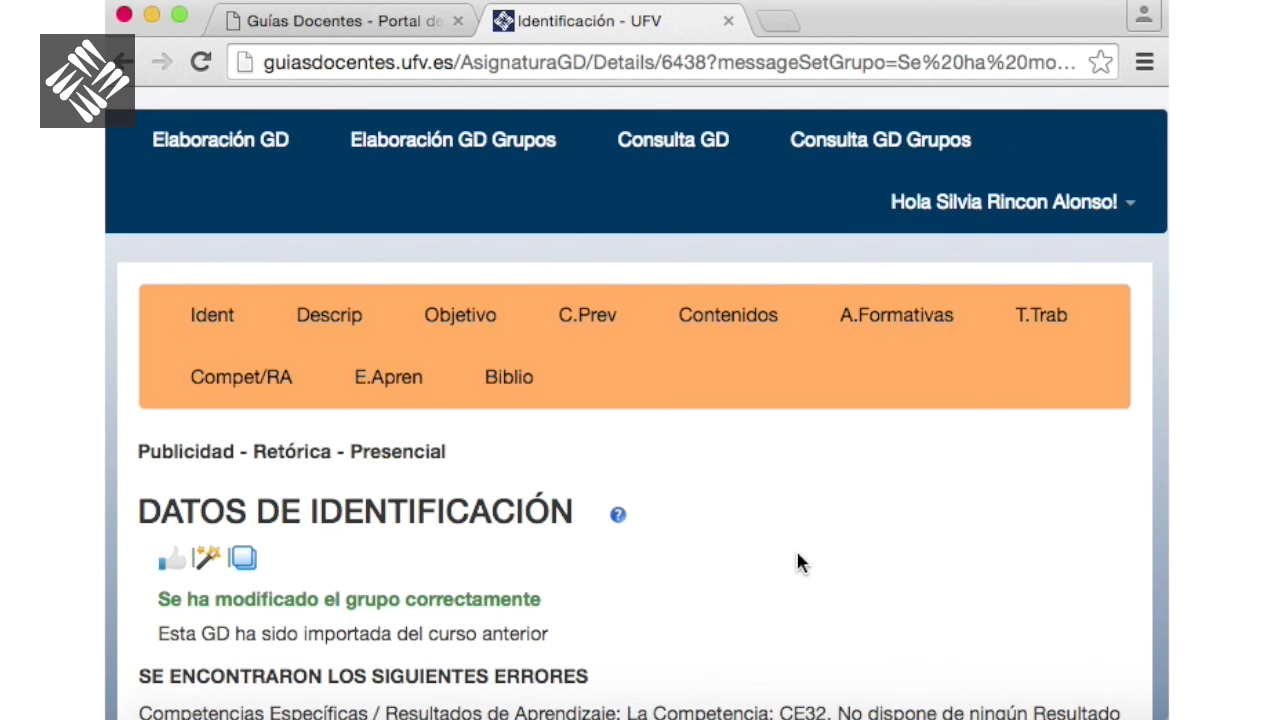 Guías Docentes - Portal de
Identificación - UFV
guiasdocentes.ufv.es/AsignaturaGD/Details/6438?messageSetGrupo=Se%20ha%20mo...
Elaboración GD
Elaboración GD Grupos
Consulta GD
Consulta GD Grupos
Hola Silvia Rincon Alonso!
Ident
Descrip
Objetivo
C.Prev
Contenidos
A.Formativas
T.Trab
Compet/RA
E.Apren
Biblio
Publicidad - Retórica - Presencial
DATOS DE IDENTIFICACIÓN
Se ha modificado el grupo correctamente
Esta GD ha sido importada del curso anterior
SE ENCONTRARON LOS SIGUIENTES ERRORES
Competencias Específicas / Resultados de Aprendizaje: La Competencia: CE32. No dispone de ningún Resultado